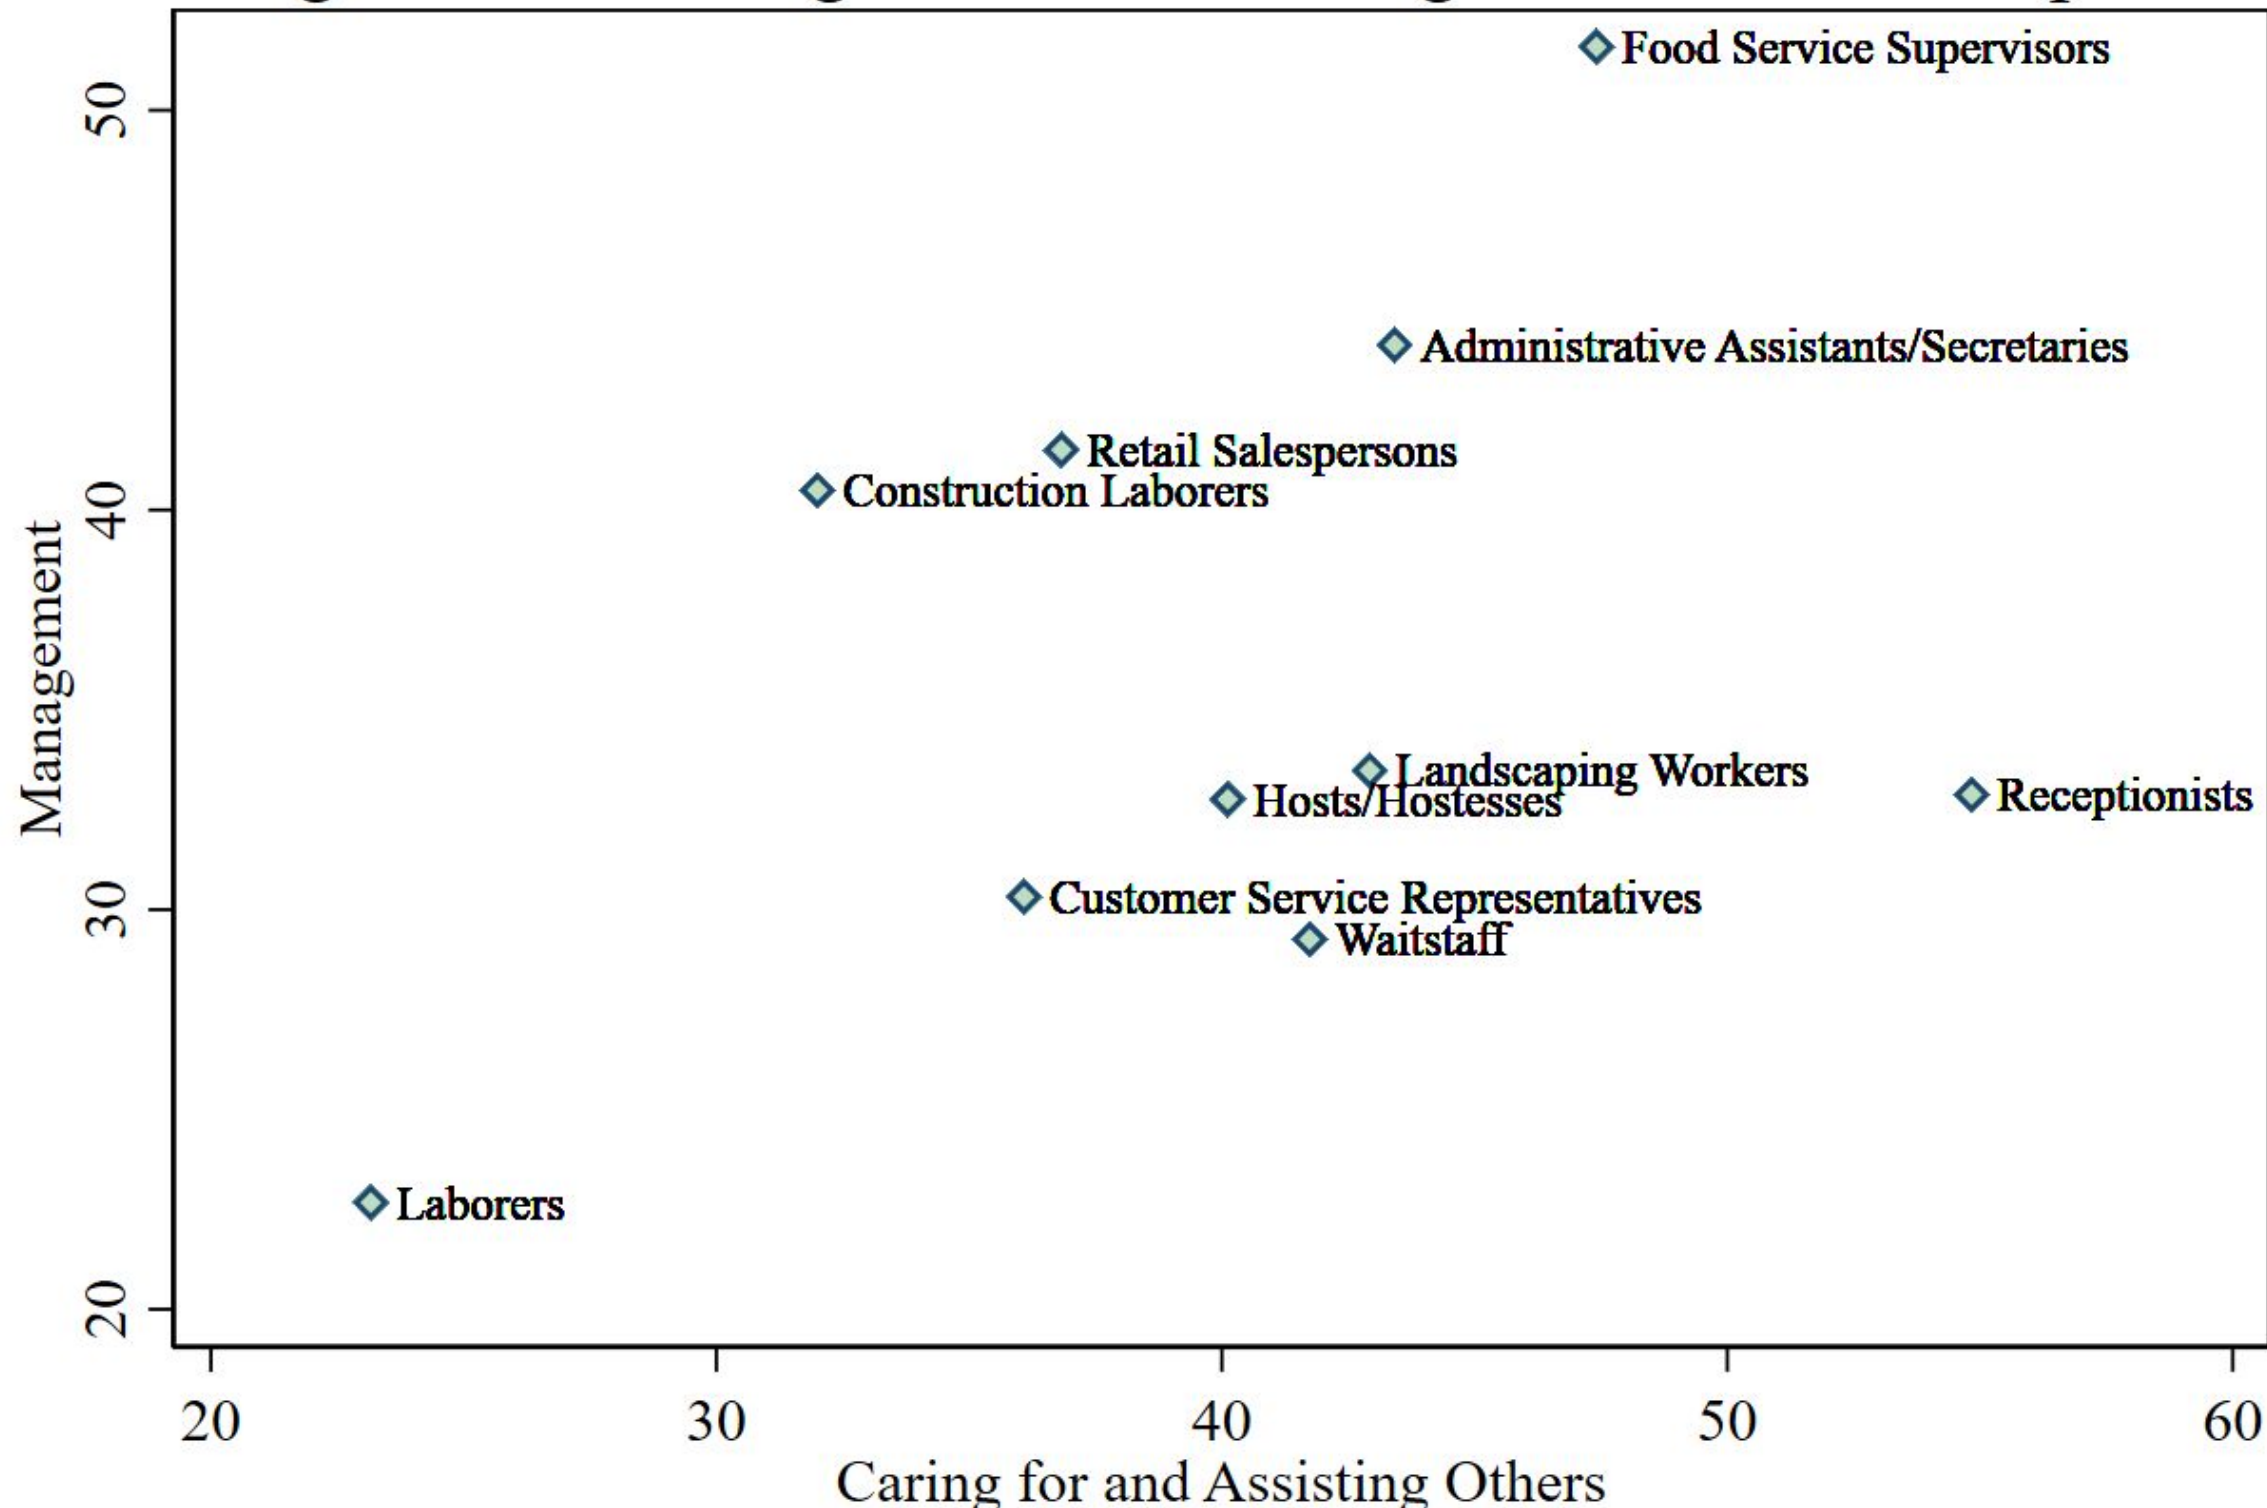 50
40
30
20
Management
Food Service Supervisors
Administrative Assistants/Secretaries
Retail Salespersons
Construction Laborers
Landscaping Workers
Hosts/Hostesses
Receptionists
Customer Service Representatives
Waitstaff
Laborers
20 30 40 50 60
Caring for and Assisting Others